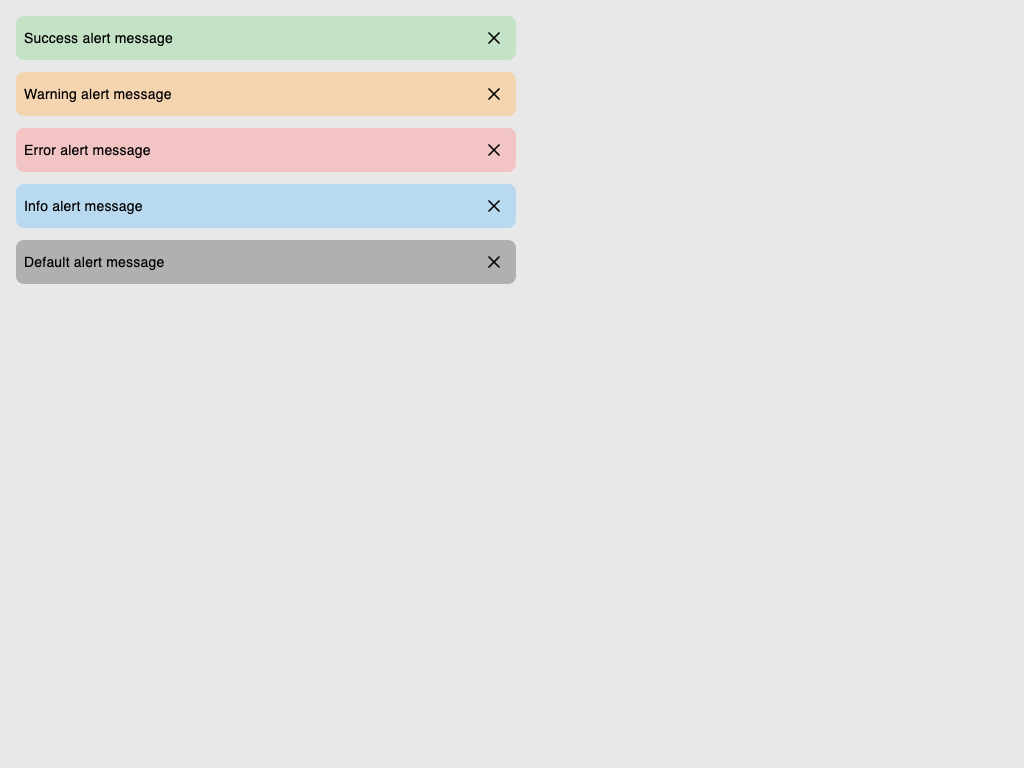 Success alert message
Warning alert message
Error alert message
Info alert message
Default alert message